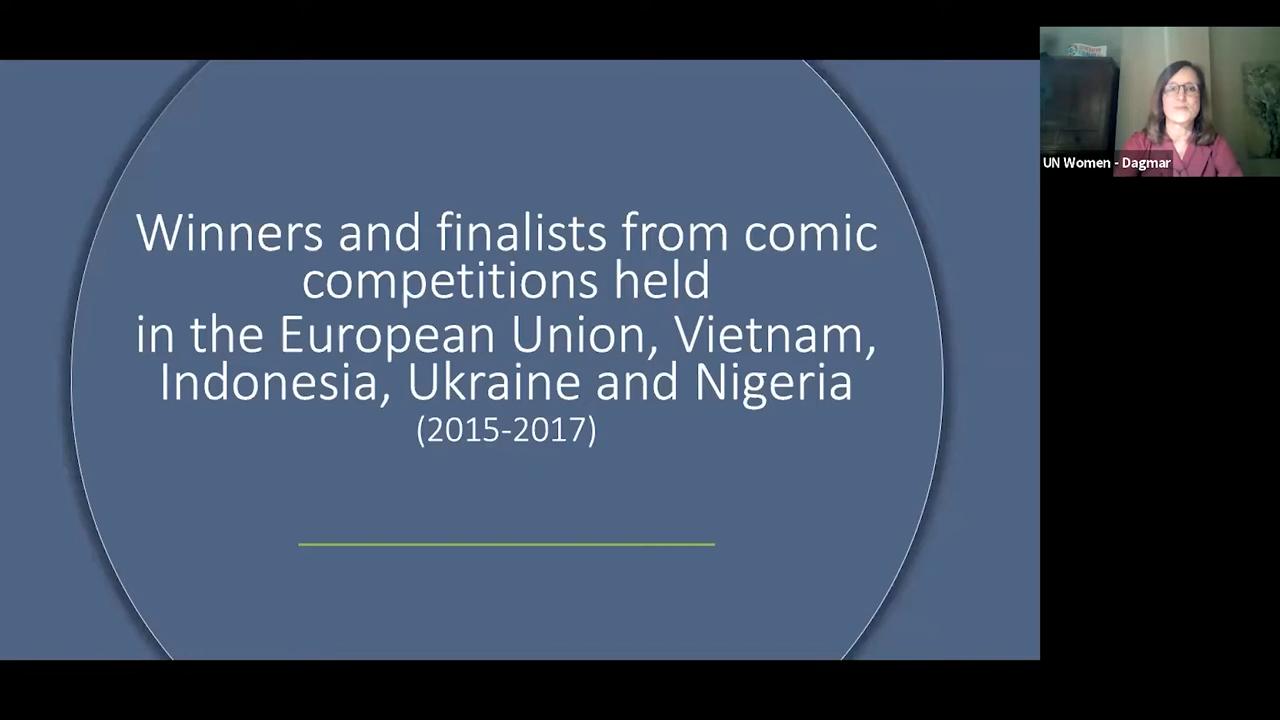 Winners and finalists from comic
competitions held
in the European Union, Vietnam,
Indonesia, Ukraine and Nigeria
(2015-2017)
UN Women - Dagmar